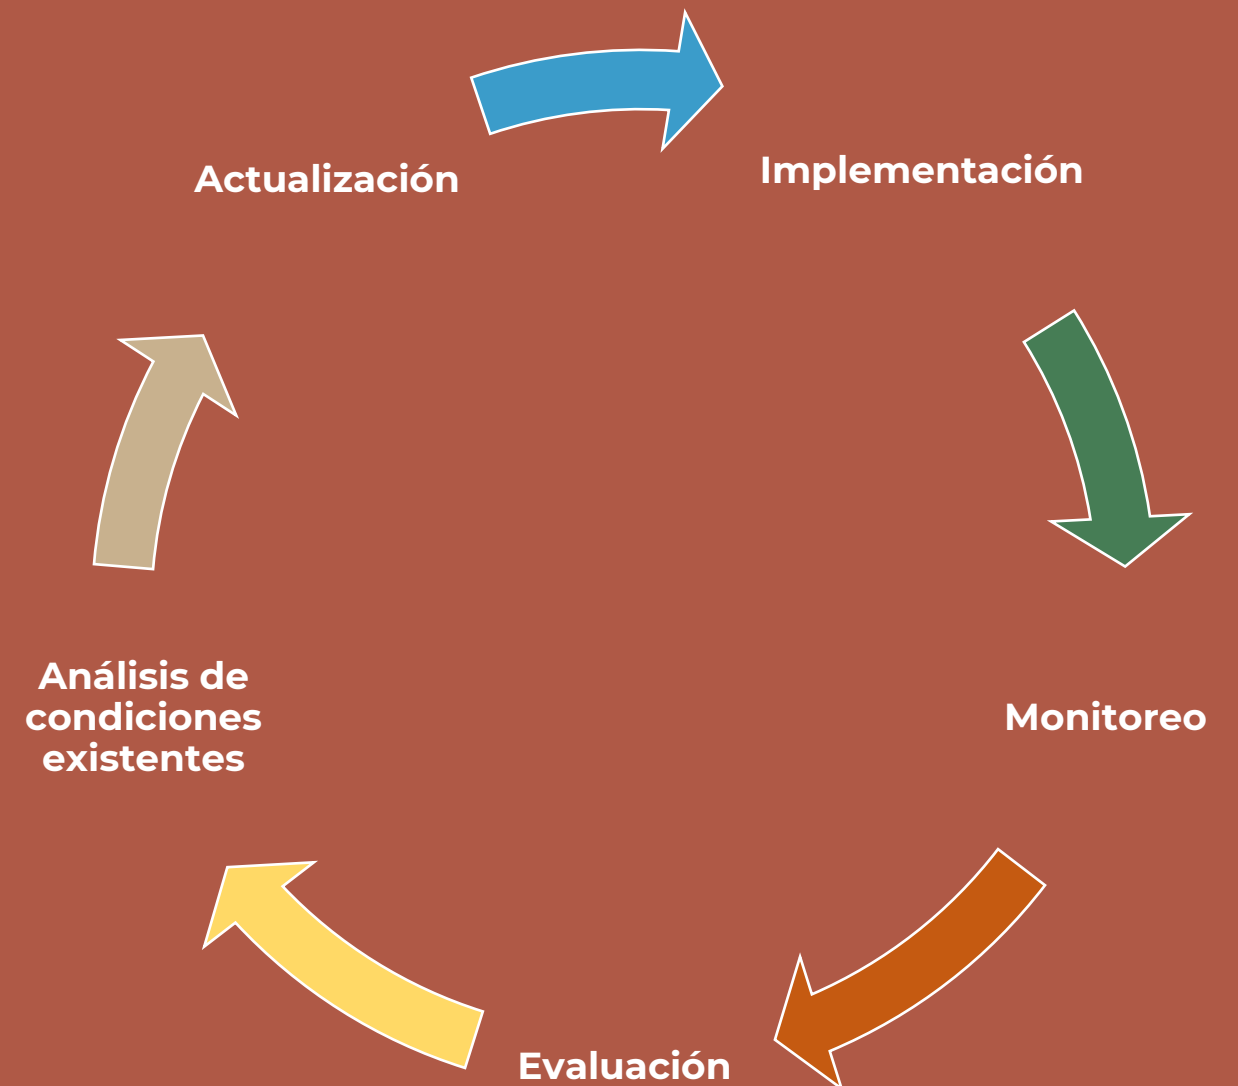 Actualización
Implementación
Análisis de
condiciones
existentes
Monitoreo
Evaluación